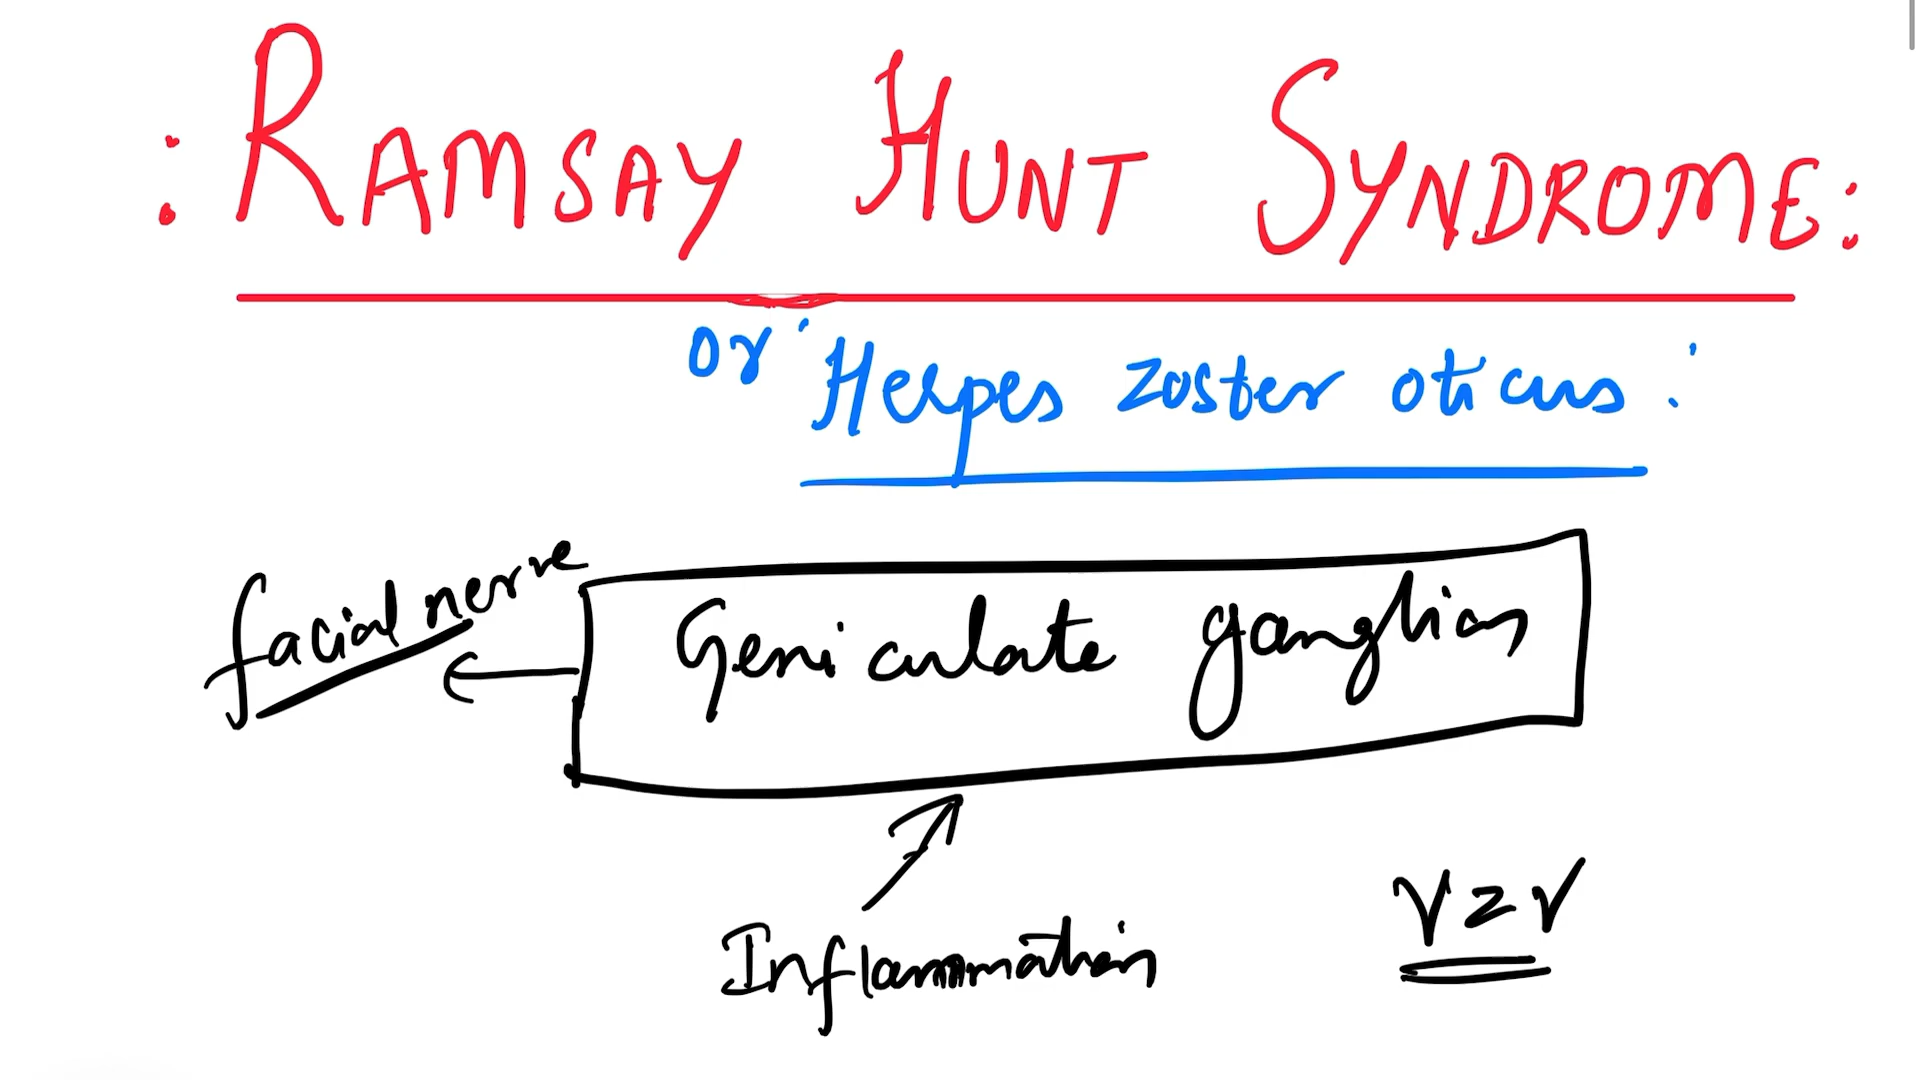 : RAMSAY HUNT SYNDROME:
or 'Herpes zoster oticus:
facial nerve
Geniculate ganglion
Inflammation
VZV